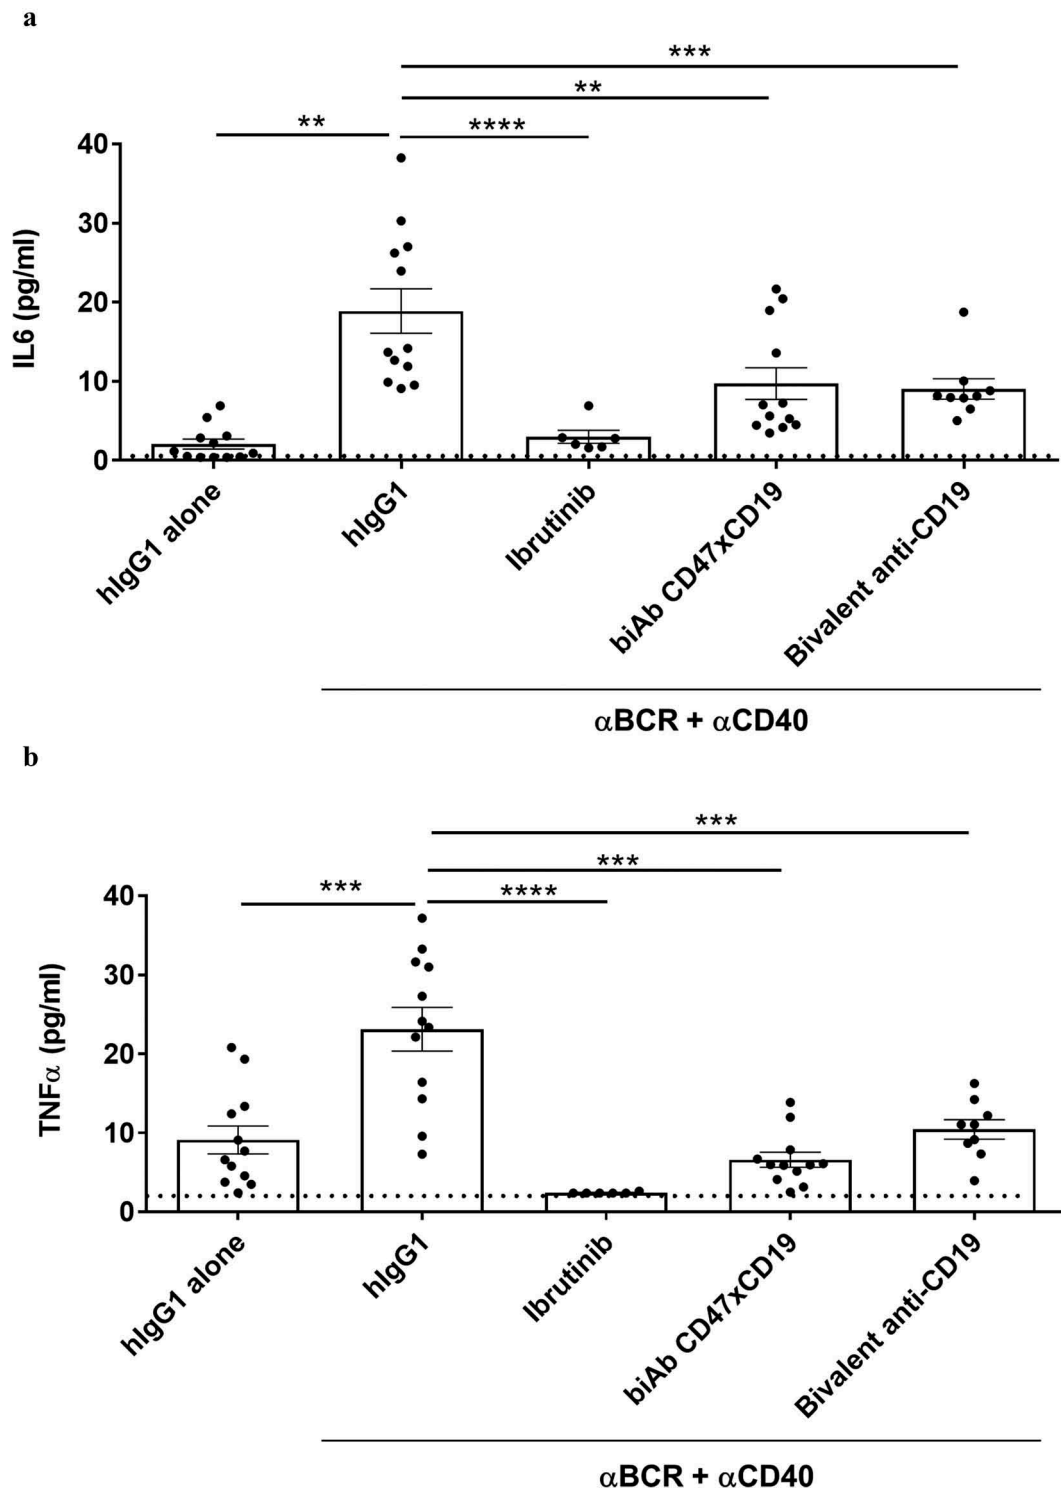 a
***
**
** ****
40
30
20
10
0
IL6 (pg/ml)
hIgG1 alone
hIgG1
Ibrutinib
biAb CD47xCD19
Bivalent anti-CD19
αBCR + αCD40
b
***
***
*** ****
40
30
20
10
0
TNFα (pg/ml)
hIgG1 alone
hIgG1
Ibrutinib
biAb CD47xCD19
Bivalent anti-CD19
αBCR + αCD40